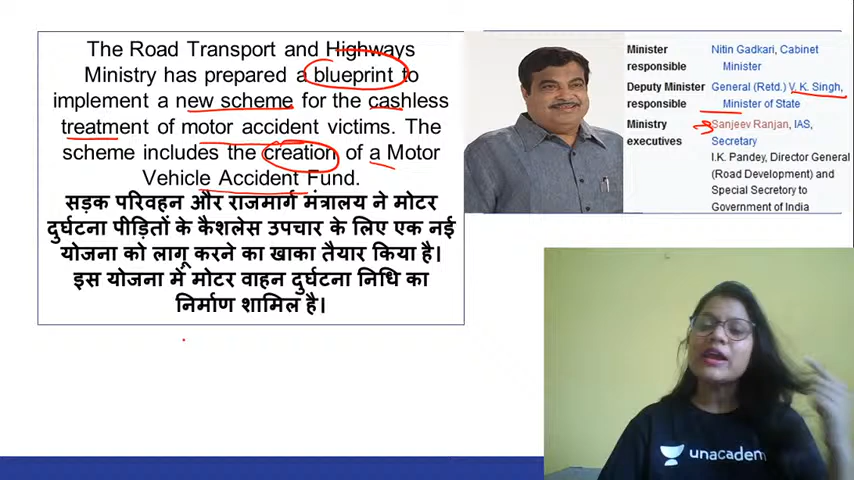 The Road Transport and Highways
Ministry has prepared a blueprint to
implement a new scheme for the cashless
treatment of motor accident victims. The
scheme includes the creation of a Motor
Vehicle Accident Fund.
सड़क परिवहन और राजमार्ग मंत्रालय ने मोटर
दुर्घटना पीड़ितों के कैशलेस उपचार के लिए एक नई
योजना को लागू करने का खाका तैयार किया है।
इस योजना में मोटर वाहन दुर्घटना निधि का
निर्माण शामिल है।
Minister responsible Nitin Gadkari, Cabinet Minister
Deputy Minister responsible General (Retd.) V. K. Singh, Minister of State
Ministry executives Sanjeev Ranjan, IAS, Secretary
I.K. Pandey, Director General
(Road Development) and
Special Secretary to
Government of India
unacadem